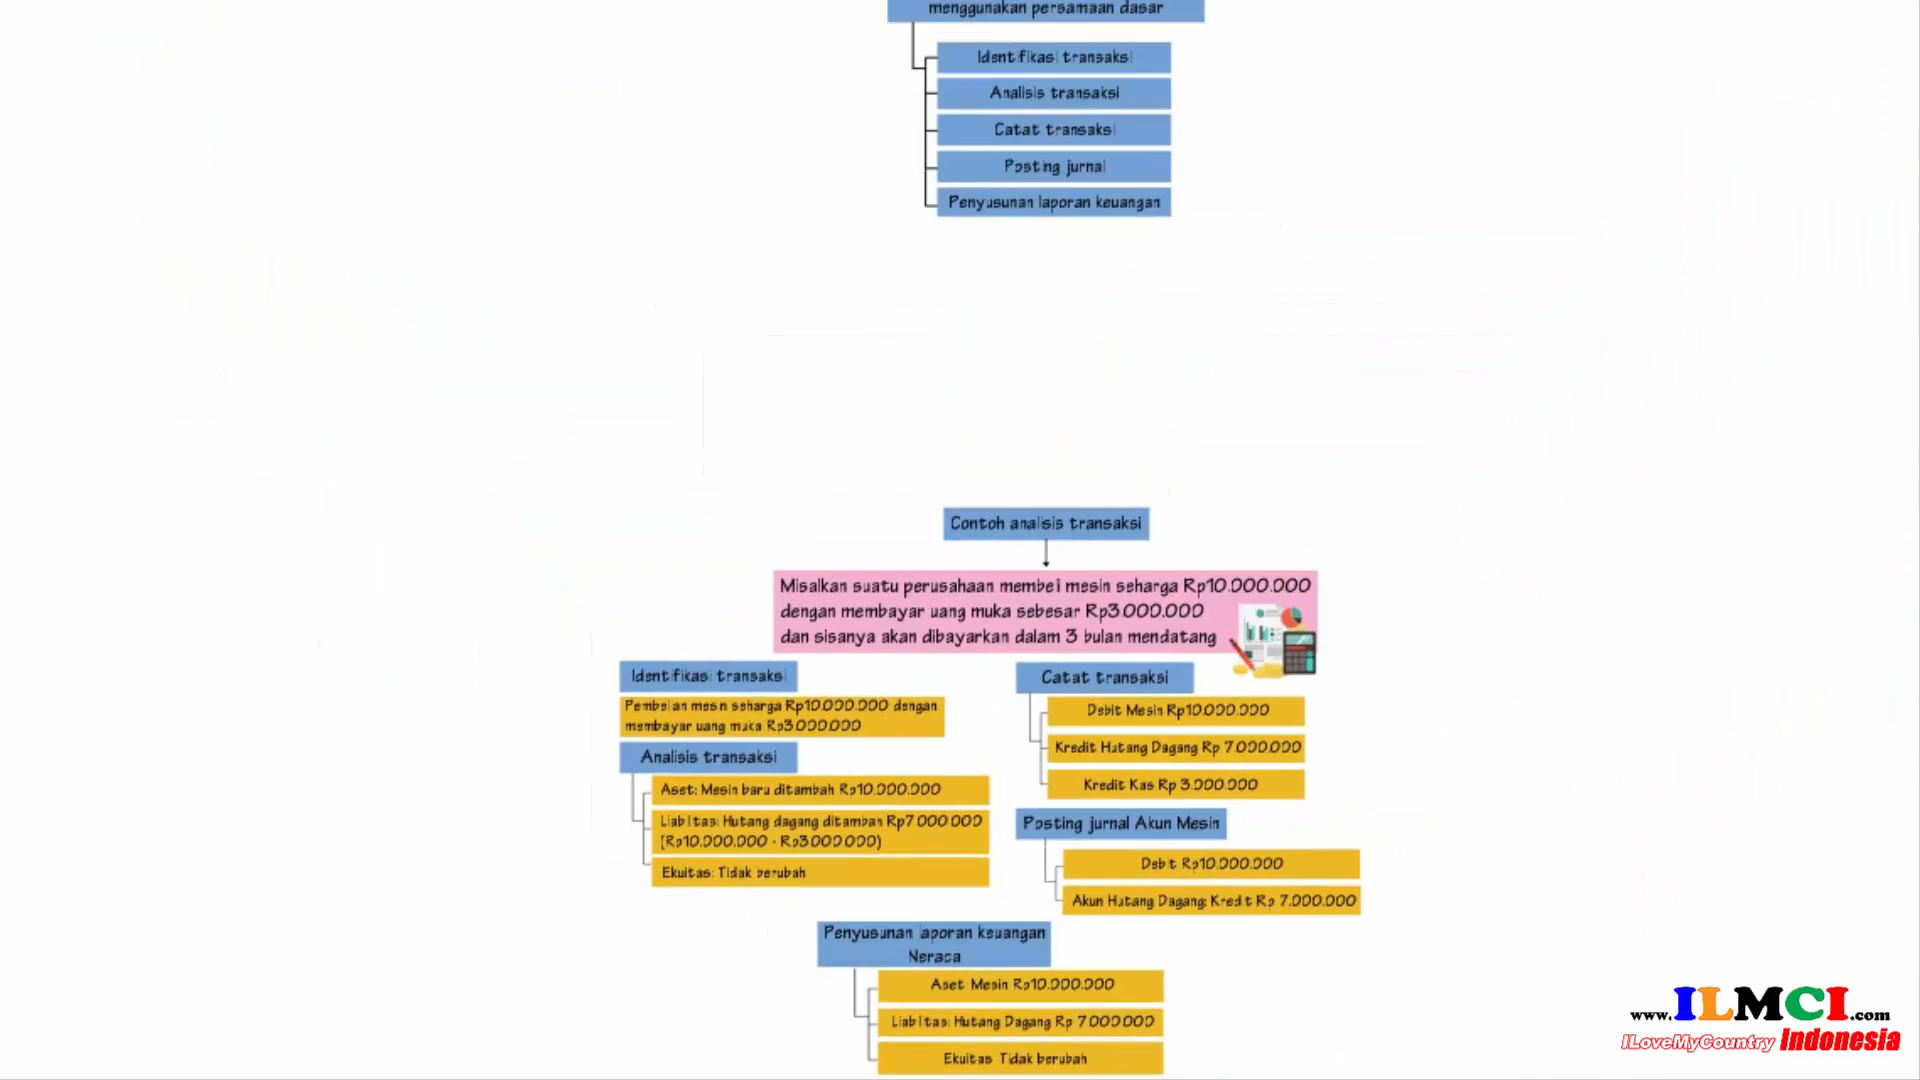 menggunakan persamaan dasar
Identifikasi transaksi
Analisis transaksi
Catat transaksi
Posting jurnal
Penyusunan laporan keuangan
Contoh analisis transaksi
Misalkan suatu perusahaan membeli mesin seharga Rp10.000.000
dengan membayar uang muka sebesar Rp3.000.000
dan sisanya akan dibayarkan dalam 3 bulan mendatang
Identifikasi transaksi
Pembelian mesin seharga Rp10.000.000 dengan
membayar uang muka Rp3.000.000
Analisis transaksi
Aset: Mesin baru ditambah Rp10.000.000
Liabilitas: Hutang dagang ditambah Rp7.000.000
(Rp10.000.000 - Rp3.000.000)
Ekuitas: Tidak berubah
Catat transaksi
Debit Mesin Rp10.000.000
Kredit Hutang Dagang Rp 7.000.000
Kredit Kas Rp 3.000.000
Posting jurnal Akun Mesin
Debit Rp10.000.000
Akun Hutang Dagang: Kredit Rp 7.000.000
Penyusunan laporan keuangan
Neraca
Aset: Mesin Rp10.000.000
Liabilitas: Hutang Dagang Rp 7.000.000
Ekuitas: Tidak berubah
www.ILMCI.com
ILoveMyCountry Indonesia